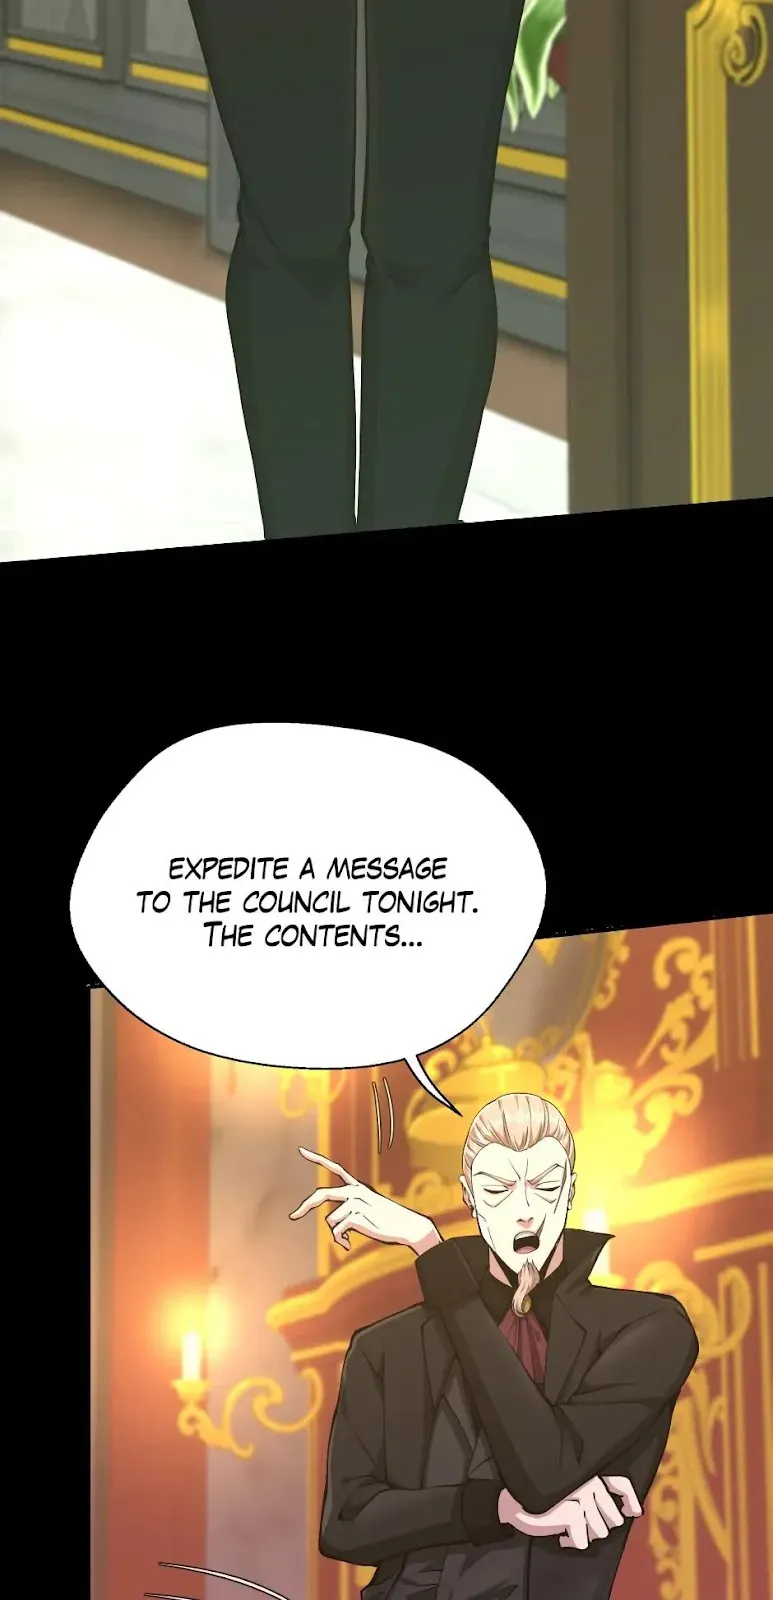 EXPEDITE A MESSAGE
TO THE COUNCIL TONIGHT.
THE CONTENTS...